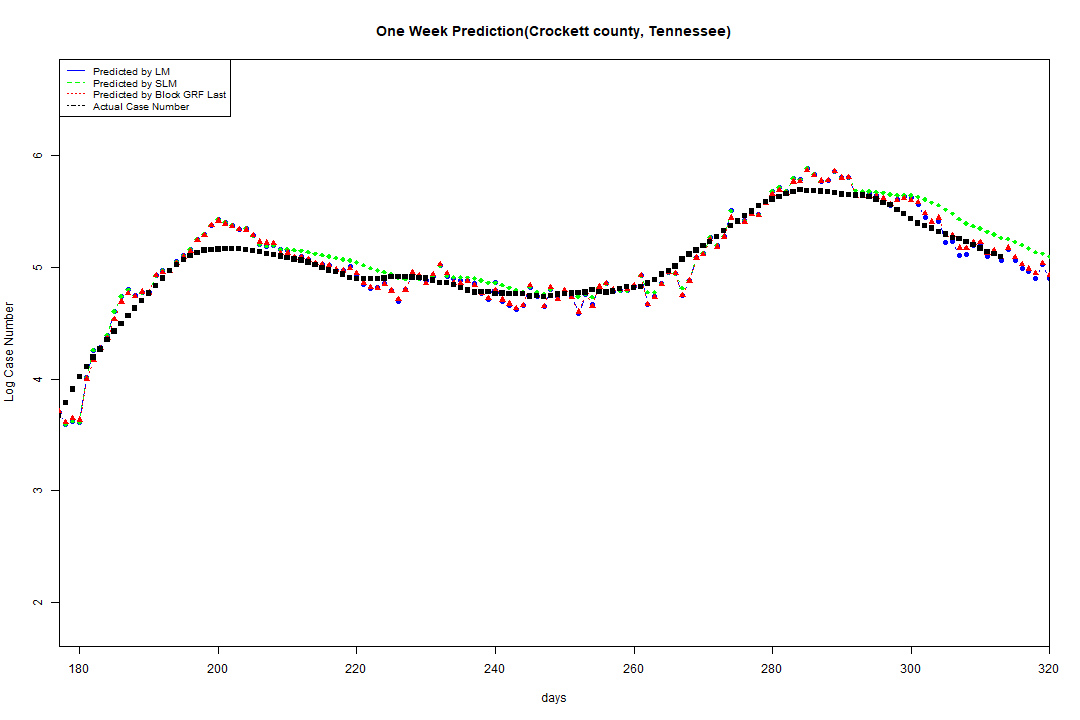 One Week Prediction(Crockett county, Tennessee)
Predicted by LM
Predicted by SLM
Predicted by Block GRF Last
Actual Case Number
6
5
4
3
2
Log Case Number
180 200 220 240 260 280 300 320
days